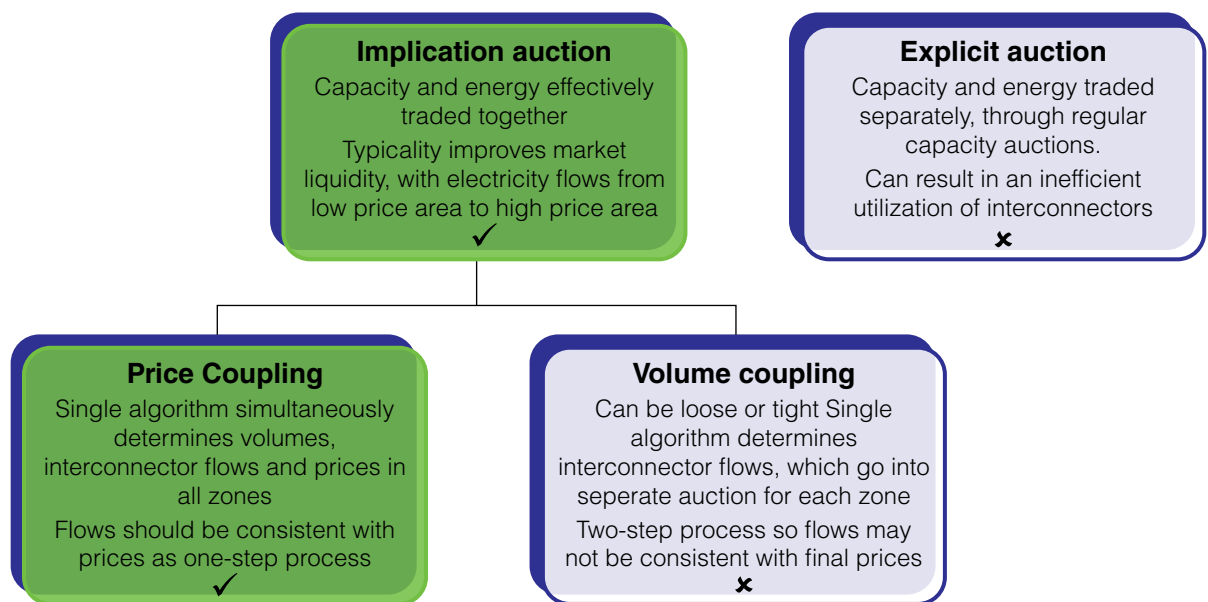 Implication auction
Capacity and energy effectively
traded together
Typicality improves market
liquidity, with electricity flows from
low price area to high price area
✓
Explicit auction
Capacity and energy traded
separately, through regular
capacity auctions.
Can result in an inefficient
utilization of interconnectors
✘
Price Coupling
Single algorithm simultaneously
determines volumes,
interconnector flows and prices in
all zones
Flows should be consistent with
prices as one-step process
✓
Volume coupling
Can be loose or tight Single
algorithm determines
interconnector flows, which go into
seperate auction for each zone
Two-step process so flows may
not be consistent with final prices
✘